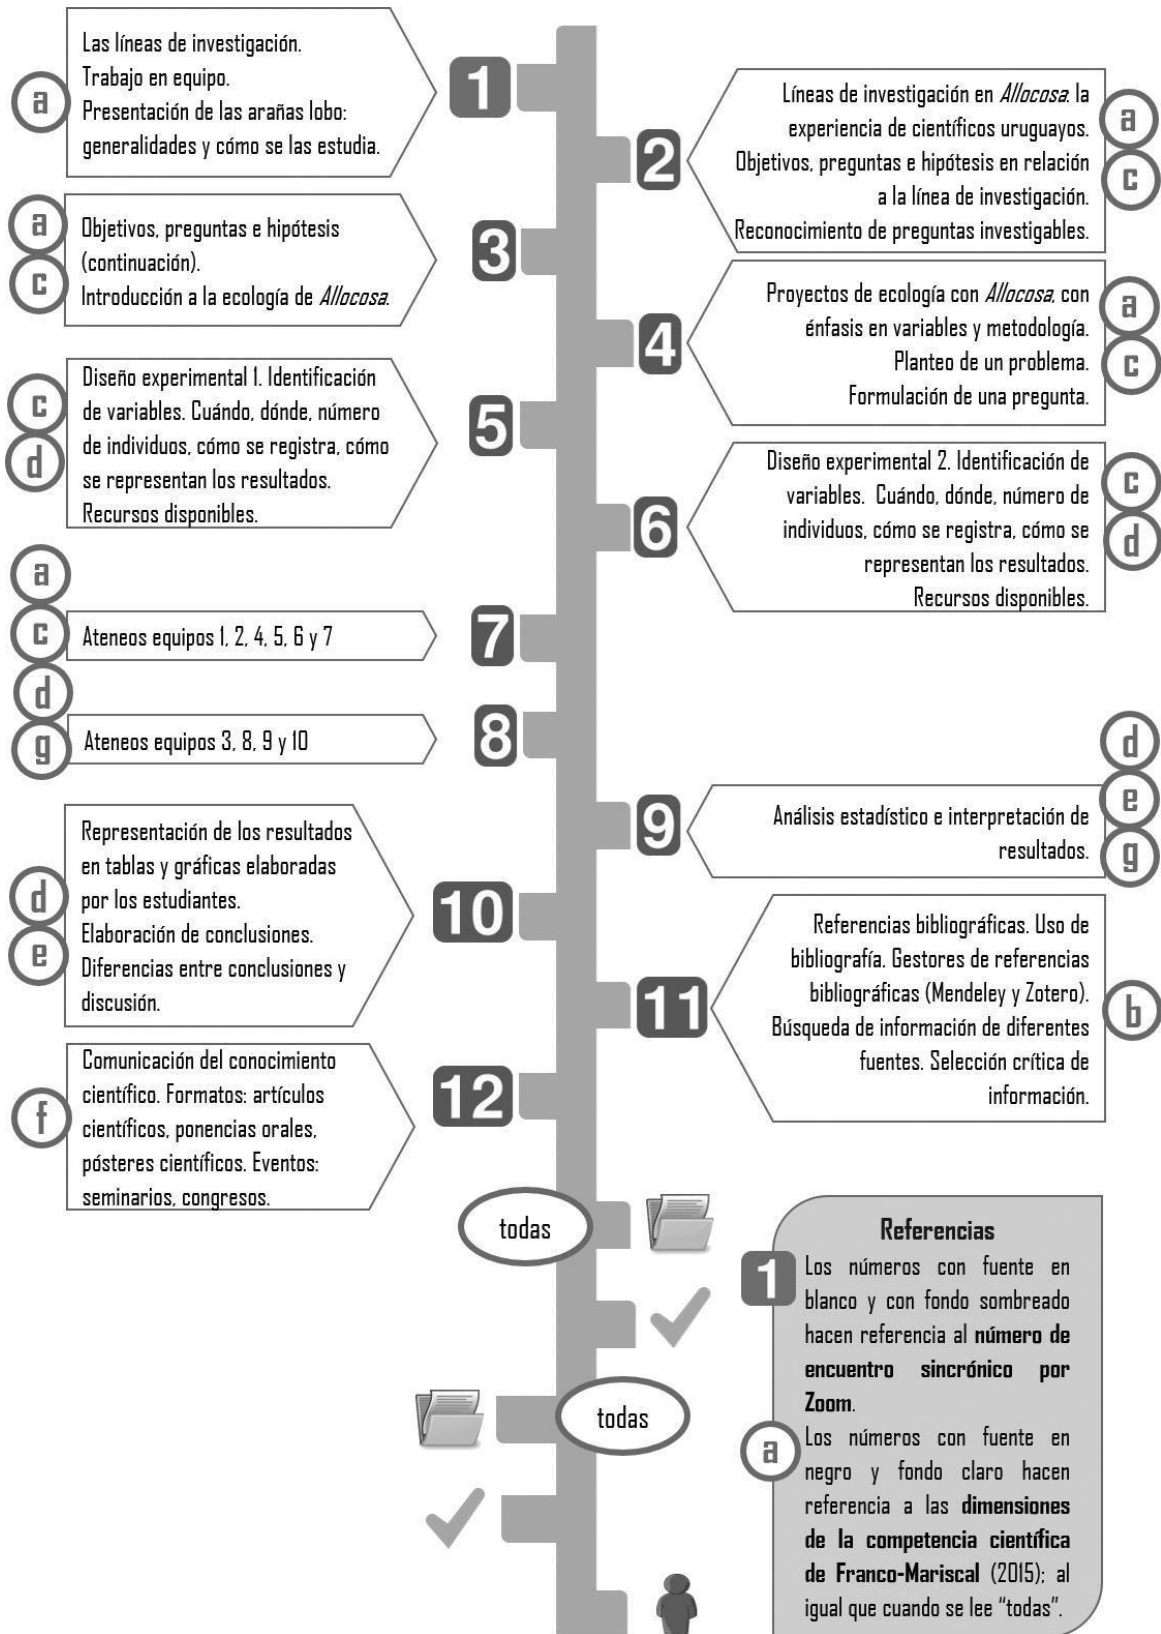 a
Las líneas de investigación.
Trabajo en equipo.
Presentación de las arañas lobo:
generalidades y cómo se las estudia.
1
2
Líneas de investigación en Allocosa: la
experiencia de científicos uruguayos.
Objetivos, preguntas e hipótesis en relación
a la línea de investigación.
Reconocimiento de preguntas investigables.
a
c
a
c
Objetivos, preguntas e hipótesis
(continuación).
Introducción a la ecología de Allocosa.
3
4
Proyectos de ecología con Allocosa, con
énfasis en variables y metodología.
Planteo de un problema.
Formulación de una pregunta.
a
c
c
d
Diseño experimental 1. Identificación
de variables. Cuándo, dónde, número
de individuos, cómo se registra, cómo
se representan los resultados.
Recursos disponibles.
5
6
Diseño experimental 2. Identificación de
variables. Cuándo, dónde, número de
individuos, cómo se registra, cómo se
representan los resultados.
Recursos disponibles.
c
d
a
c
d
g
Ateneos equipos 1, 2, 4, 5, 6 y 7
7
Ateneos equipos 3, 8, 9 y 10
8
9
Análisis estadístico e interpretación de
resultados.
d
e
g
d
e
Representación de los resultados
en tablas y gráficas elaboradas
por los estudiantes.
Elaboración de conclusiones.
Diferencias entre conclusiones y
discusión.
10
11
Referencias bibliográficas. Uso de
bibliografía. Gestores de referencias
bibliográficas (Mendeley y Zotero).
Búsqueda de información de diferentes
fuentes. Selección crítica de
información.
b
f
Comunicación del conocimiento
científico. Formatos: artículos
científicos, ponencias orales,
pósteres científicos. Eventos:
seminarios, congresos.
12
todas
todas
Referencias
1
Los números con fuente en
blanco y con fondo sombreado
hacen referencia al número de
encuentro sincrónico por
Zoom.
a
Los números con fuente en
negro y fondo claro hacen
referencia a las dimensiones
de la competencia científica
de Franco-Mariscal (2015); al
igual que cuando se lee "todas".